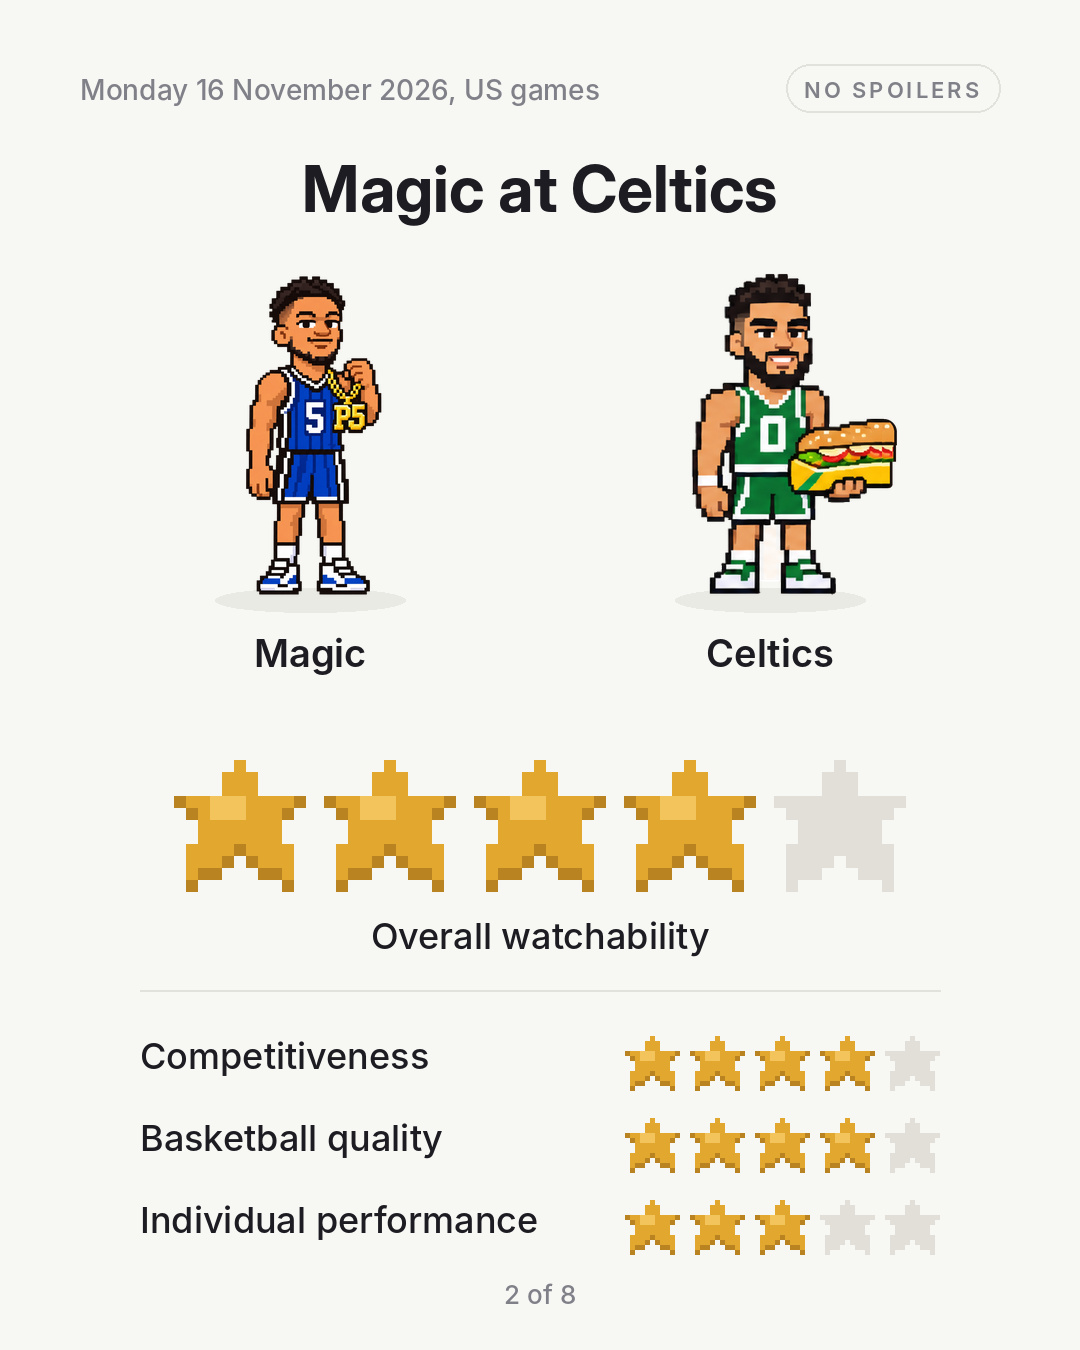 Monday 16 November 2026, US games
NO SPOILERS
Magic at Celtics
5
P5
0
Magic
Celtics
Overall watchability
Competitiveness
Basketball quality
Individual performance
2 of 8